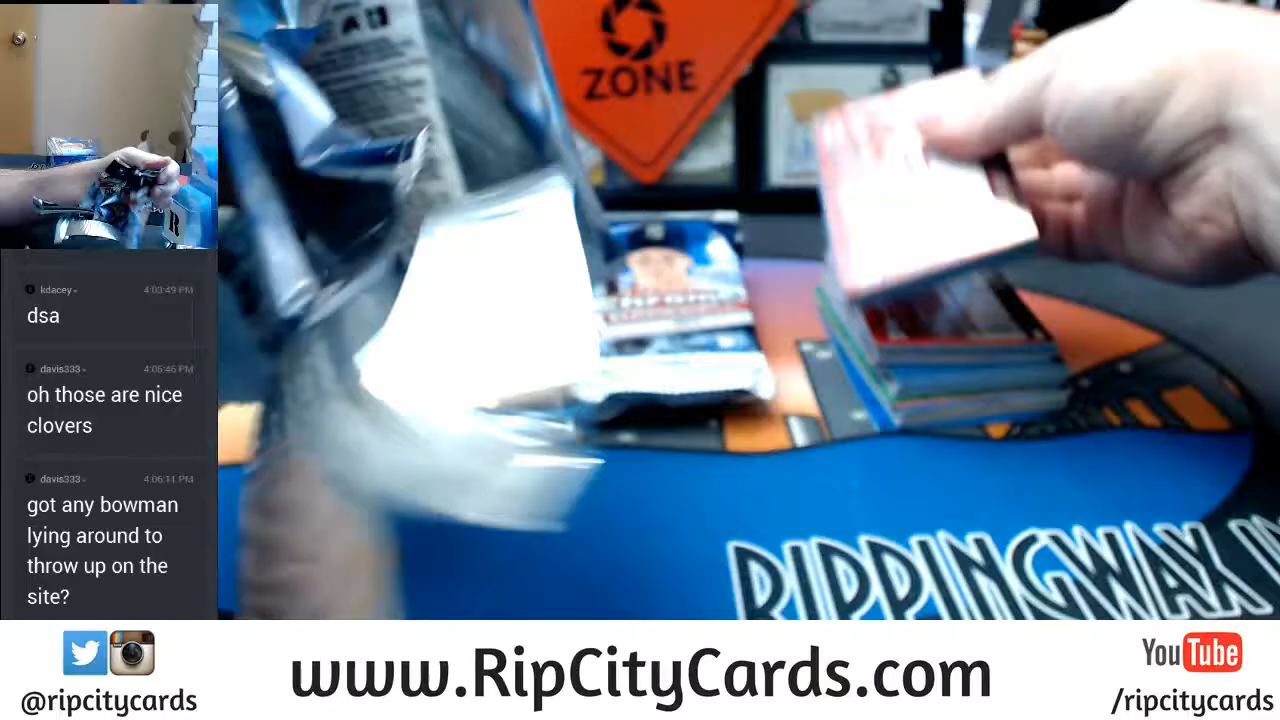 ZONE
kdacey
4:03:49 PM
dsa
davis333
4:05:46 PM
oh those are nice
clovers
davis333
4:06:11 PM
got any bowman
lying around to
throw up on the
site?
RIPPINGWAX
@ripcitycards
www.RipCityCards.com
YouTube
/ripcitycards